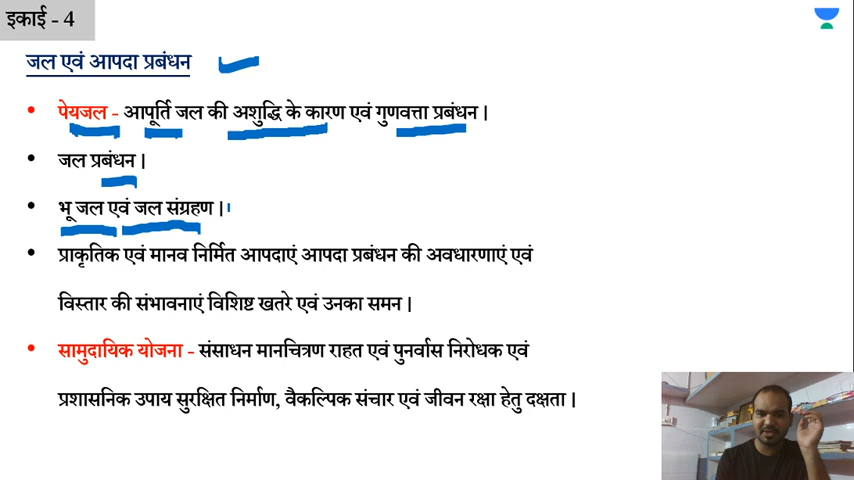 इकाई - 4
जल एवं आपदा प्रबंधन
• पेयजल - आपूर्ति जल की अशुद्धि के कारण एवं गुणवत्ता प्रबंधन।
• जल प्रबंधन।
• भू जल एवं जल संग्रहण।
• प्राकृतिक एवं मानव निर्मित आपदाएं आपदा प्रबंधन की अवधारणाएं एवं
विस्तार की संभावनाएं विशिष्ट खतरे एवं उनका समन।
• सामुदायिक योजना - संसाधन मानचित्रण राहत एवं पुनर्वास निरोधक एवं
प्रशासनिक उपाय सुरक्षित निर्माण, वैकल्पिक संचार एवं जीवन रक्षा हेतु दक्षता।